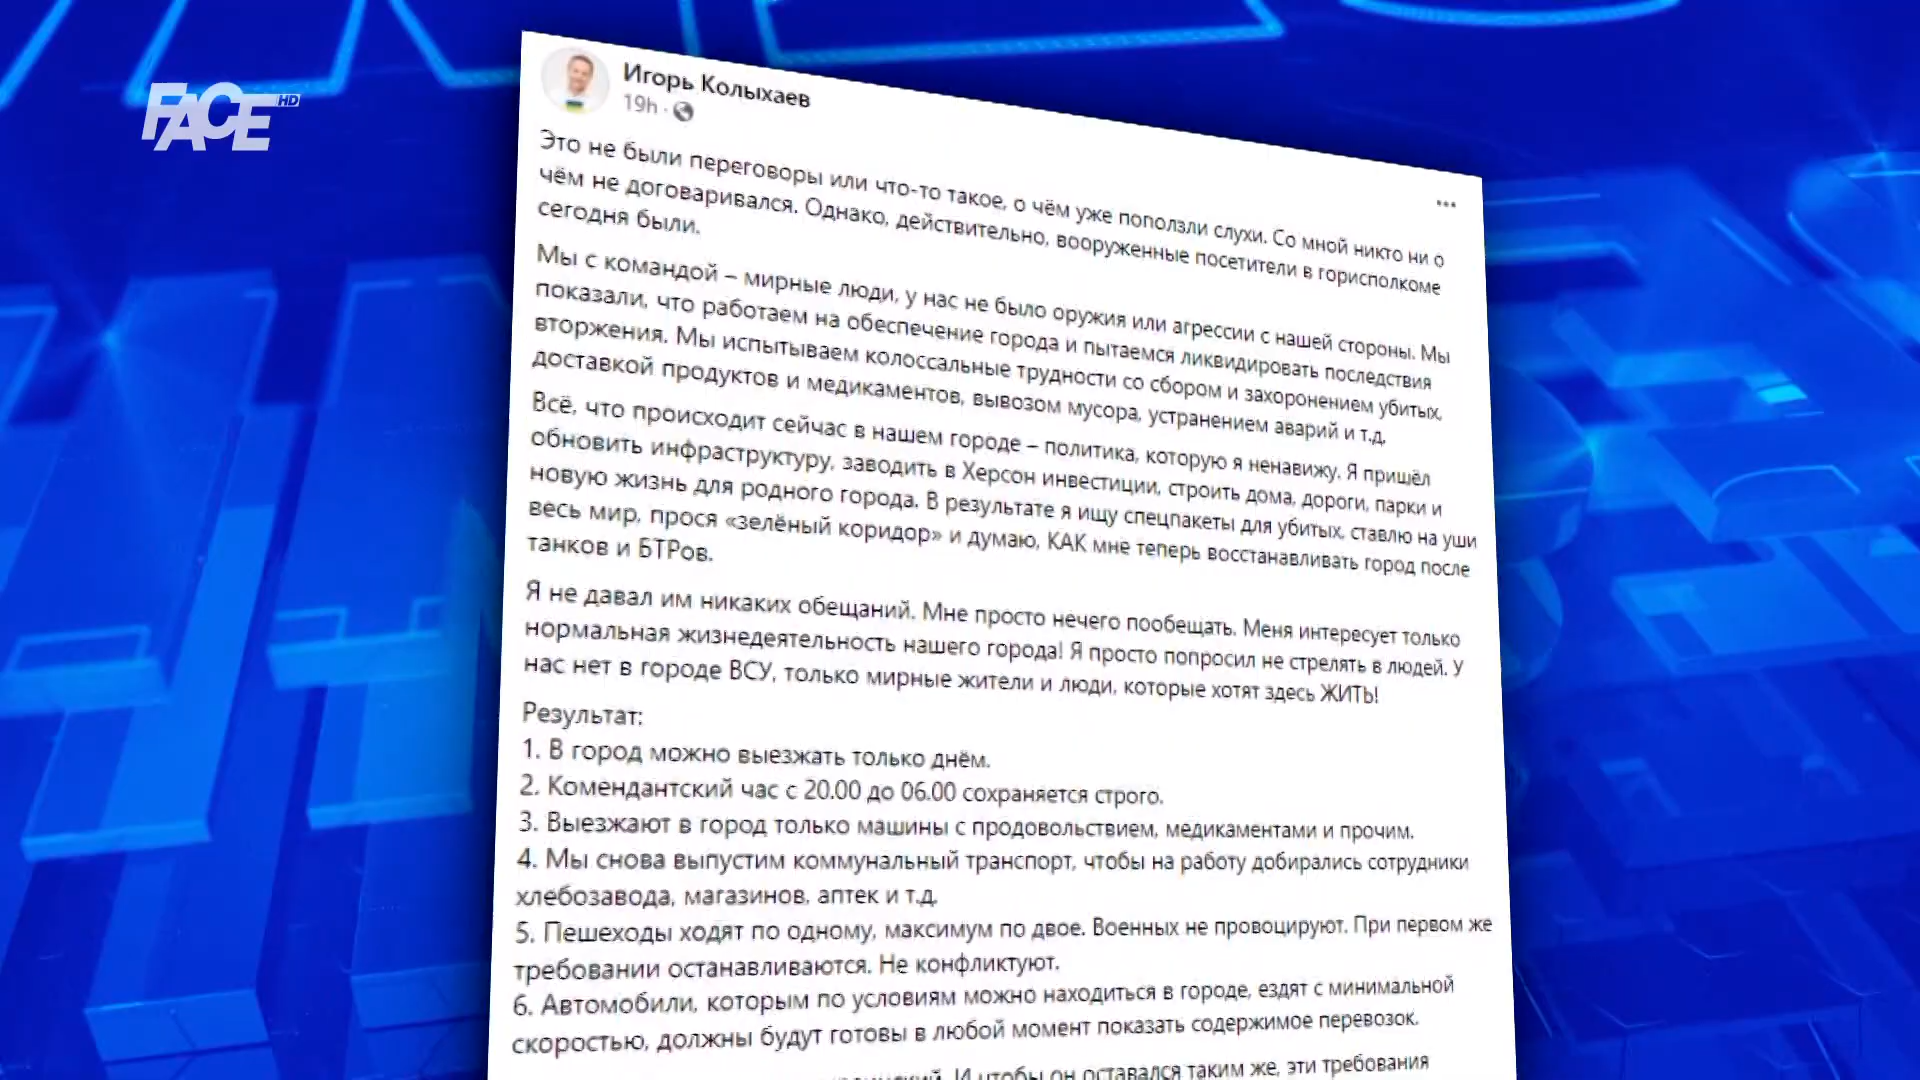 FACE HD
Игорь Колыхаев
19h ·
Это не были переговоры или что-то такое, о чём уже поползли слухи. Со мной никто ни о
чём не договаривался. Однако, действительно, вооруженные посетители в горисполкоме
сегодня были.
Мы с командой – мирные люди, у нас не было оружия или агрессии с нашей стороны. Мы
показали, что работаем на обеспечение города и пытаемся ликвидировать последствия
вторжения. Мы испытываем колоссальные трудности со сбором и захоронением убитых,
доставкой продуктов и медикаментов, вывозом мусора, устранением аварий и т.д.
Всё, что происходит сейчас в нашем городе – политика, которую я ненавижу. Я пришёл
обновить инфраструктуру, заводить в Херсон инвестиции, строить дома, дороги, парки и
новую жизнь для родного города. В результате я ищу спецпакеты для убитых, ставлю на уши
весь мир, прося «зелёный коридор» и думаю, КАК мне теперь восстанавливать город после
танков и БТРов.
Я не давал им никаких обещаний. Мне просто нечего пообещать. Меня интересует только
нормальная жизнедеятельность нашего города! Я просто попросил не стрелять в людей. У
нас нет в городе ВСУ, только мирные жители и люди, которые хотят здесь ЖИТЬ!
Результат:
1. В город можно выезжать только днём.
2. Комендантский час с 20.00 до 06.00 сохраняется строго.
3. Выезжают в город только машины с продовольствием, медикаментами и прочим.
4. Мы снова выпустим коммунальный транспорт, чтобы на работу добирались сотрудники
хлебозавода, магазинов, аптек и т.д.
5. Пешеходы ходят по одному, максимум по двое. Военных не провоцируют. При первом же
требовании останавливаются. Не конфликтуют.
6. Автомобили, которым по условиям можно находиться в городе, ездят с минимальной
скоростью, должны будут готовы в любой момент показать содержимое перевозок.
И чтобы он оставался таким же, эти требования